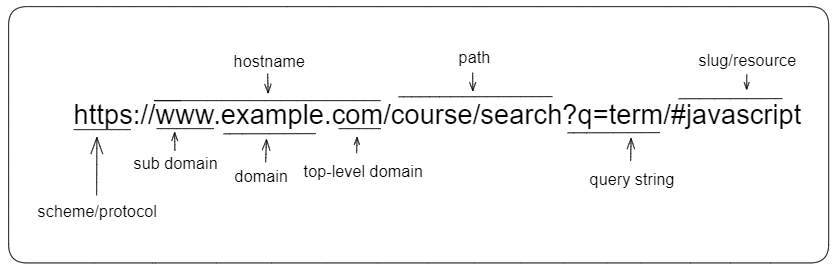 hostname
path
slug/resource
https://www.example.com/course/search?q=term/#javascript
sub domain
domain
top-level domain
query string
scheme/protocol